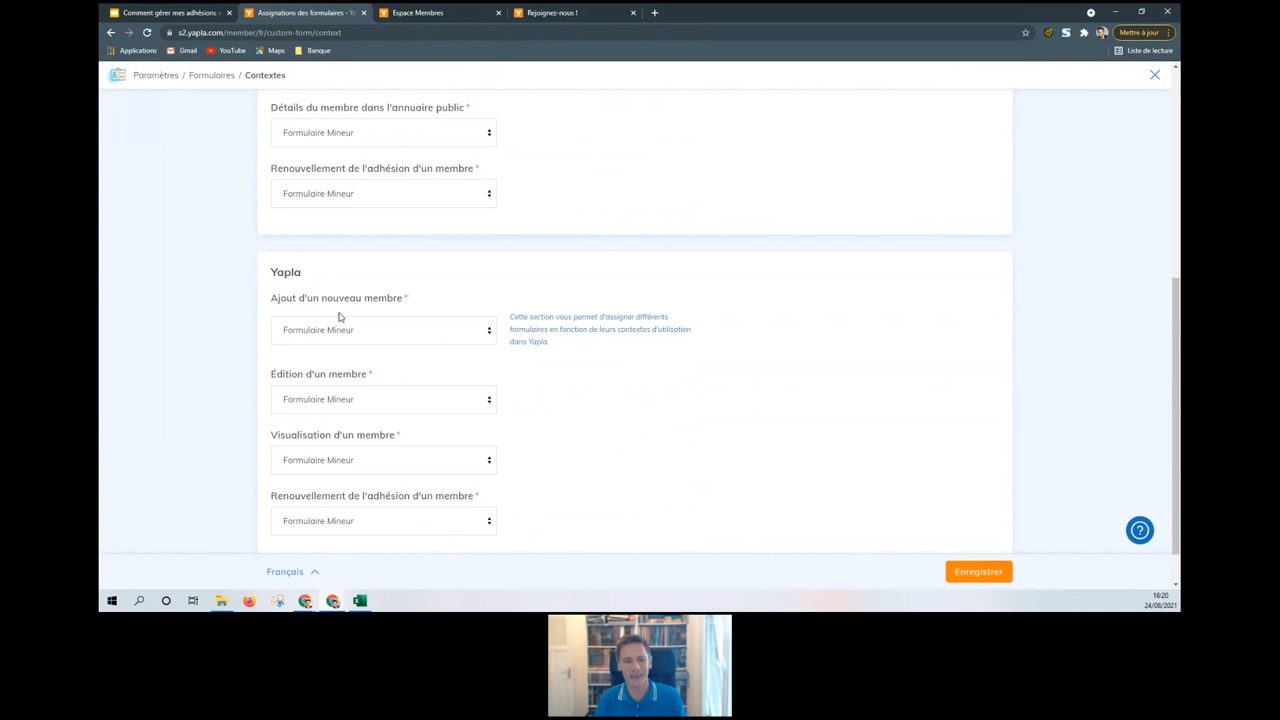 Comment gérer mes adhésions e
Assignations des formulaires - Ya
Espace Membres
Rejoignez-nous !
s2.yapla.com/member/fr/custom-form/context
Mettre à jour
Applications
Gmail
YouTube
Maps
Banque
Liste de lecture
Paramètres / Formulaires / Contextes
Détails du membre dans l'annuaire public *
Formulaire Mineur
Renouvellement de l'adhésion d'un membre *
Formulaire Mineur
Yapla
Ajout d'un nouveau membre *
Formulaire Mineur
Cette section vous permet d'assigner différents
formulaires en fonction de leurs contextes d'utilisation
dans Yapla.
Édition d'un membre *
Formulaire Mineur
Visualisation d'un membre *
Formulaire Mineur
Renouvellement de l'adhésion d'un membre *
Formulaire Mineur
Français
Enregistrer
16:20
24/08/2021